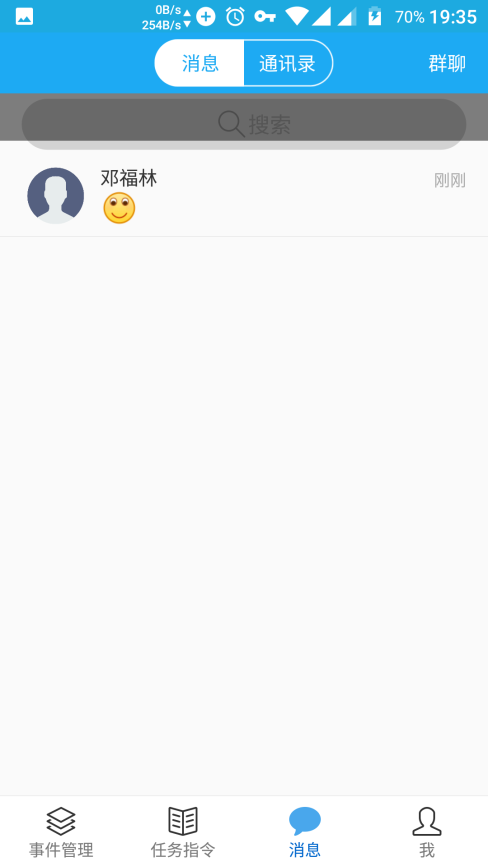 0B/s
254B/s
70% 19:35
消息 通讯录 群聊
搜索
邓福林 刚刚
事件管理 任务指令 消息 我